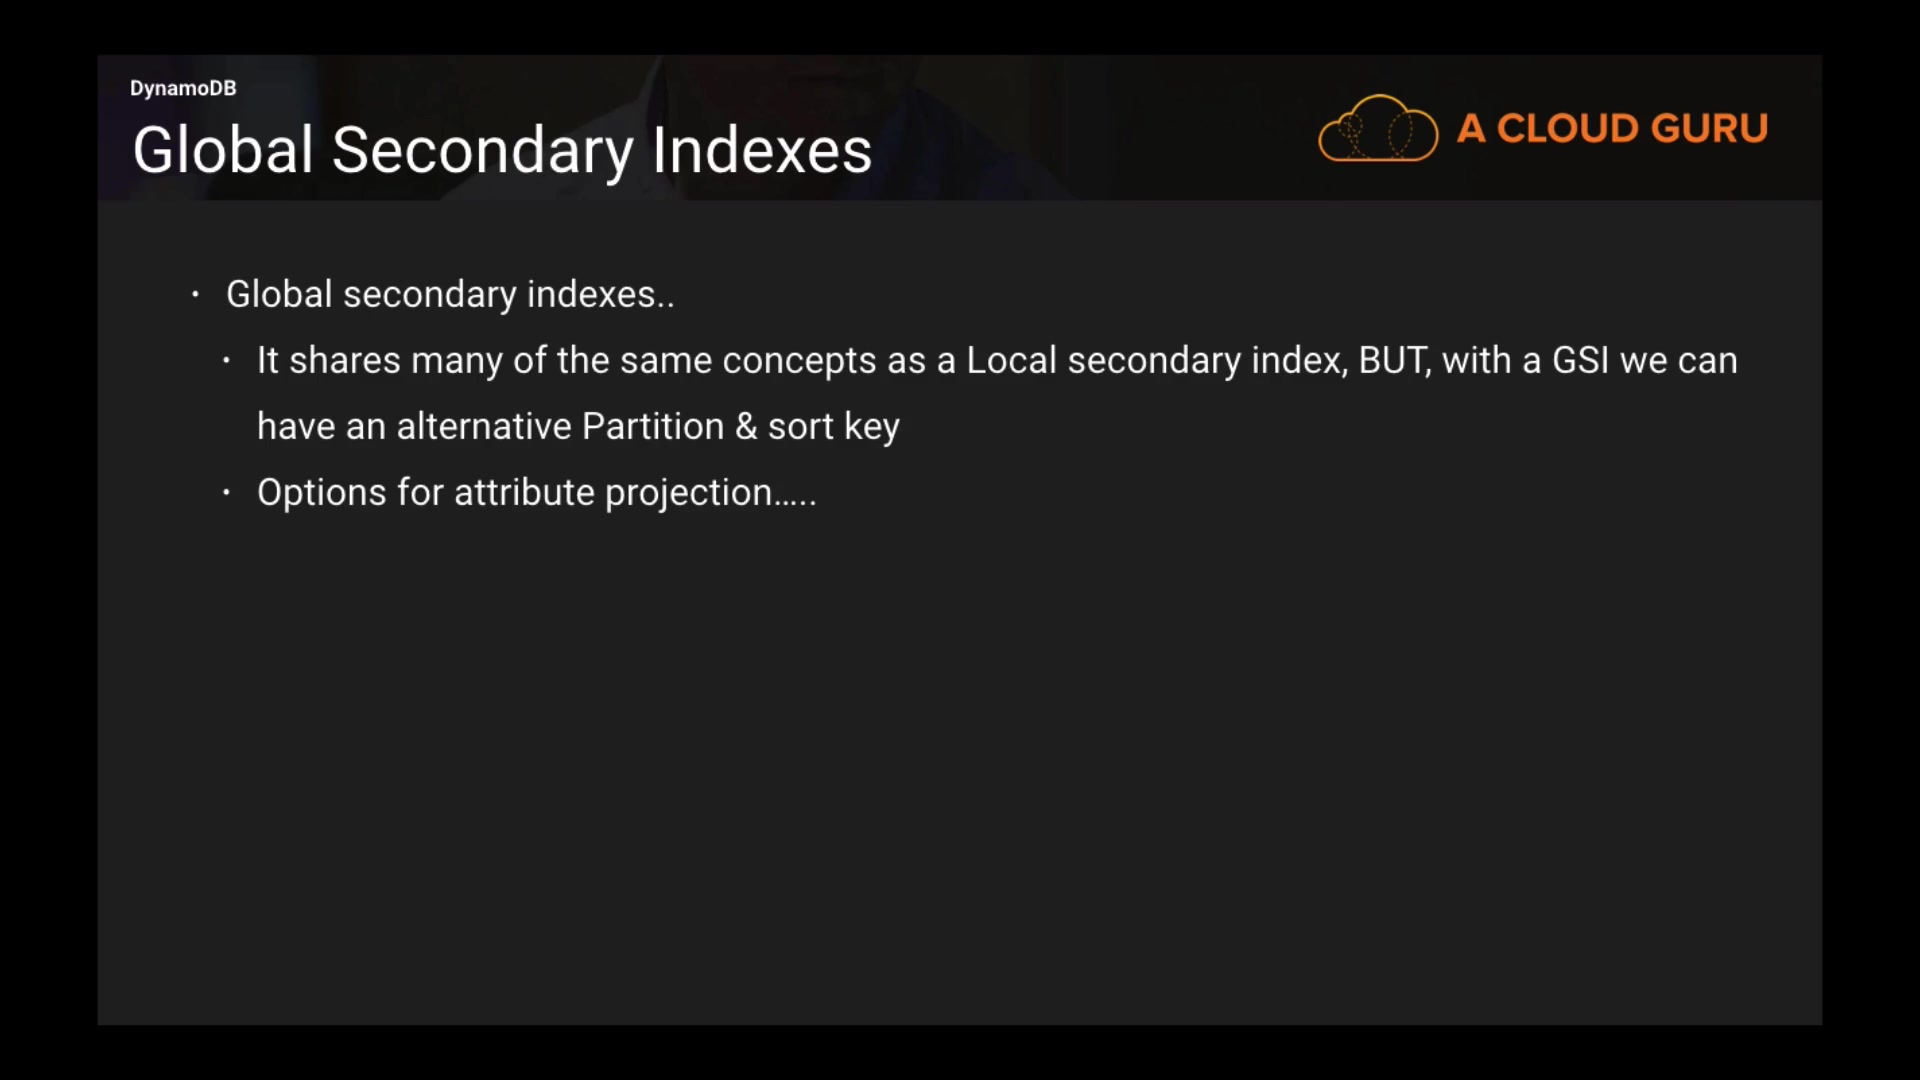 DynamoDB
Global Secondary Indexes
A CLOUD GURU
• Global secondary indexes..
• It shares many of the same concepts as a Local secondary index, BUT, with a GSI we can
have an alternative Partition & sort key
• Options for attribute projection.....